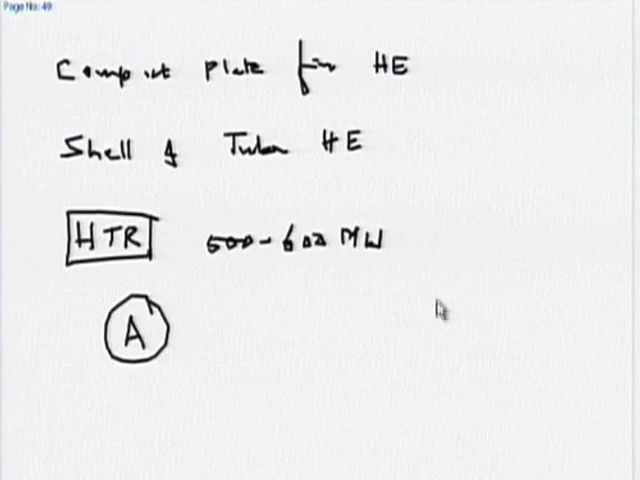 Page No: 49
Compact Plate fin HE
Shell & Tube HE
HTR 500-600 MW
A